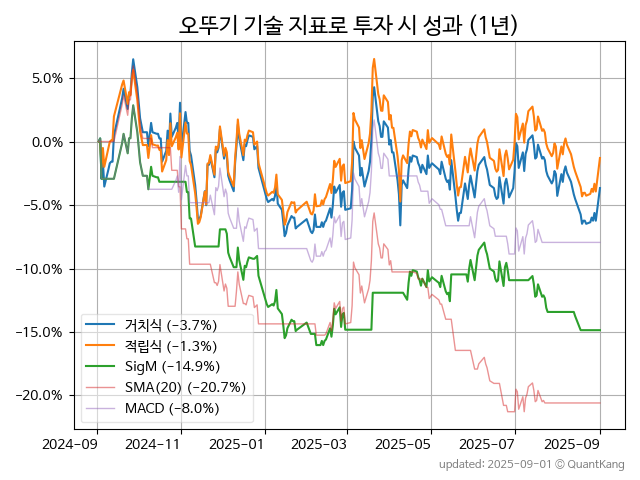 오뚜기 기술 지표로 투자 시 성과 (1년)
5.0%
0.0%
−5.0%
−10.0%
−15.0%
−20.0%
거치식 (−3.7%)
적립식 (−1.3%)
SigM (−14.9%)
SMA(20) (−20.7%)
MACD (−8.0%)
2024-09
2024-11
2025-01
2025-03
2025-05
2025-07
2025-09
updated: 2025-09-01 © QuantKang